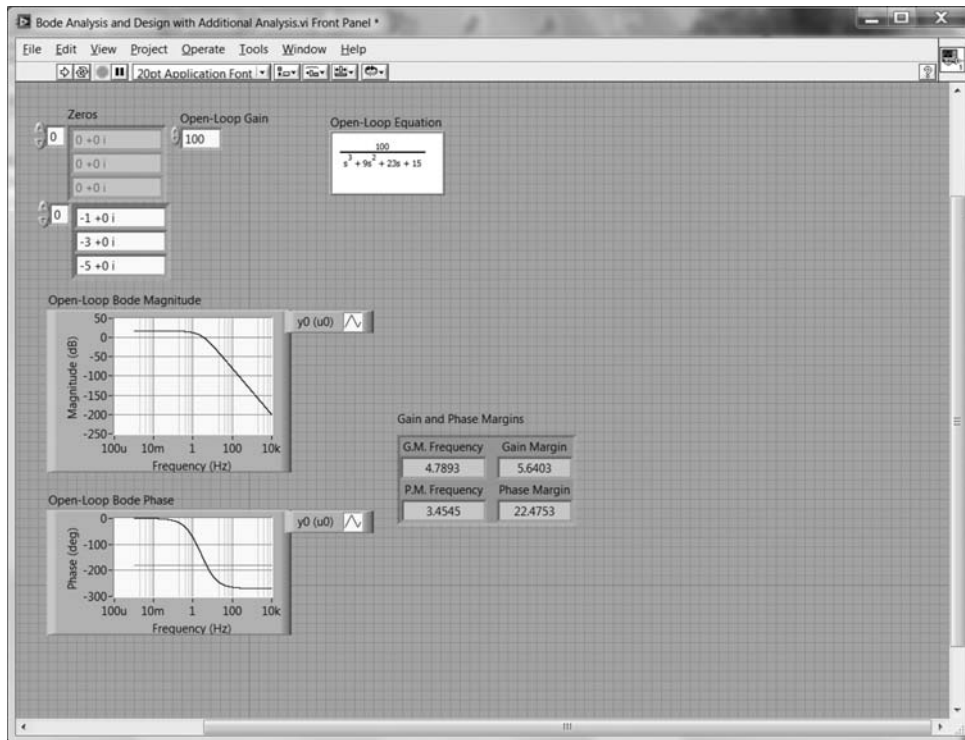 Bode Analysis and Design with Additional Analysis.vi Front Panel *
File Edit View Project Operate Tools Window Help
20pt Application Font
1
Zeros
0
0 +0 i
0 +0 i
0 +0 i
Open-Loop Gain
100
Open-Loop Equation
100
s^3 + 9s^2 + 23s + 15
0
-1 +0 i
-3 +0 i
-5 +0 i
Open-Loop Bode Magnitude
y0 (u0)
Magnitude (dB)
50
0
-50
-100
-150
-200
-250
100u 10m 1 100 10k
Frequency (Hz)
Gain and Phase Margins
G.M. Frequency Gain Margin
4.7893 5.6403
P.M. Frequency Phase Margin
3.4545 22.4753
Open-Loop Bode Phase
y0 (u0)
Phase (deg)
0
-100
-200
-300
100u 10m 1 100 10k
Frequency (Hz)